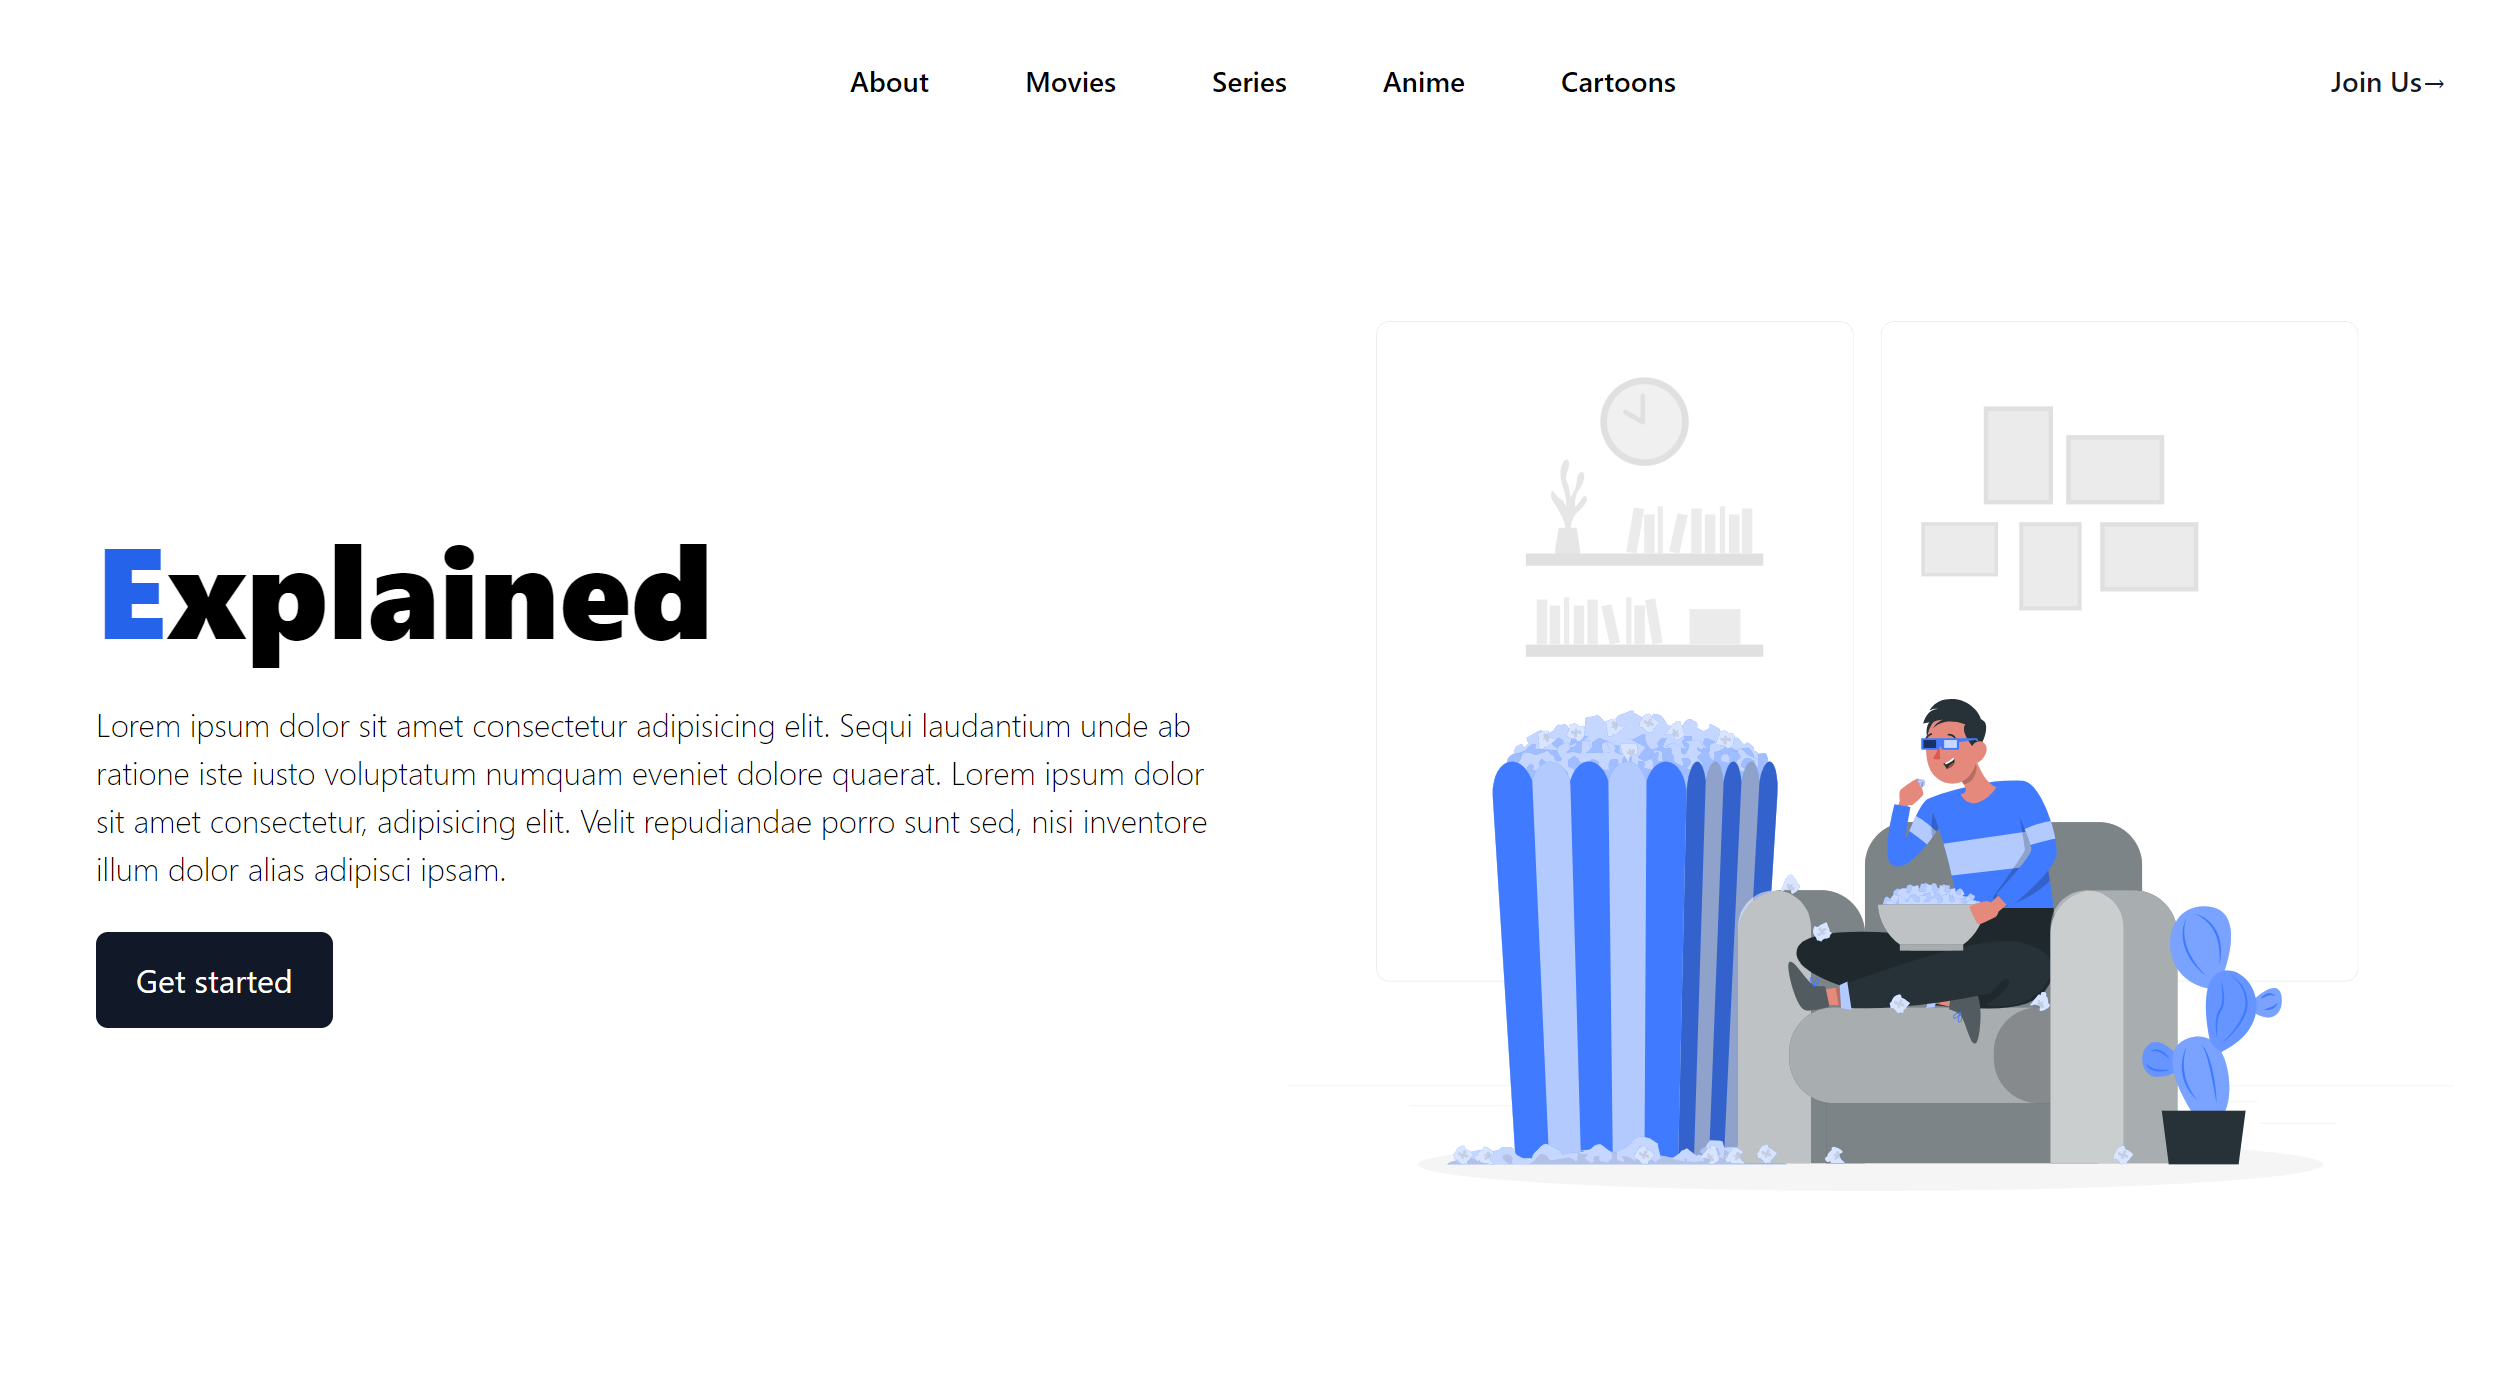 About
Movies
Series
Anime
Cartoons
Join Us→
Explained
Lorem ipsum dolor sit amet consectetur adipisicing elit. Sequi laudantium unde ab
ratione iste iusto voluptatum numquam eveniet dolore quaerat. Lorem ipsum dolor
sit amet consectetur, adipisicing elit. Velit repudiandae porro sunt sed, nisi inventore
illum dolor alias adipisci ipsam.
Get started